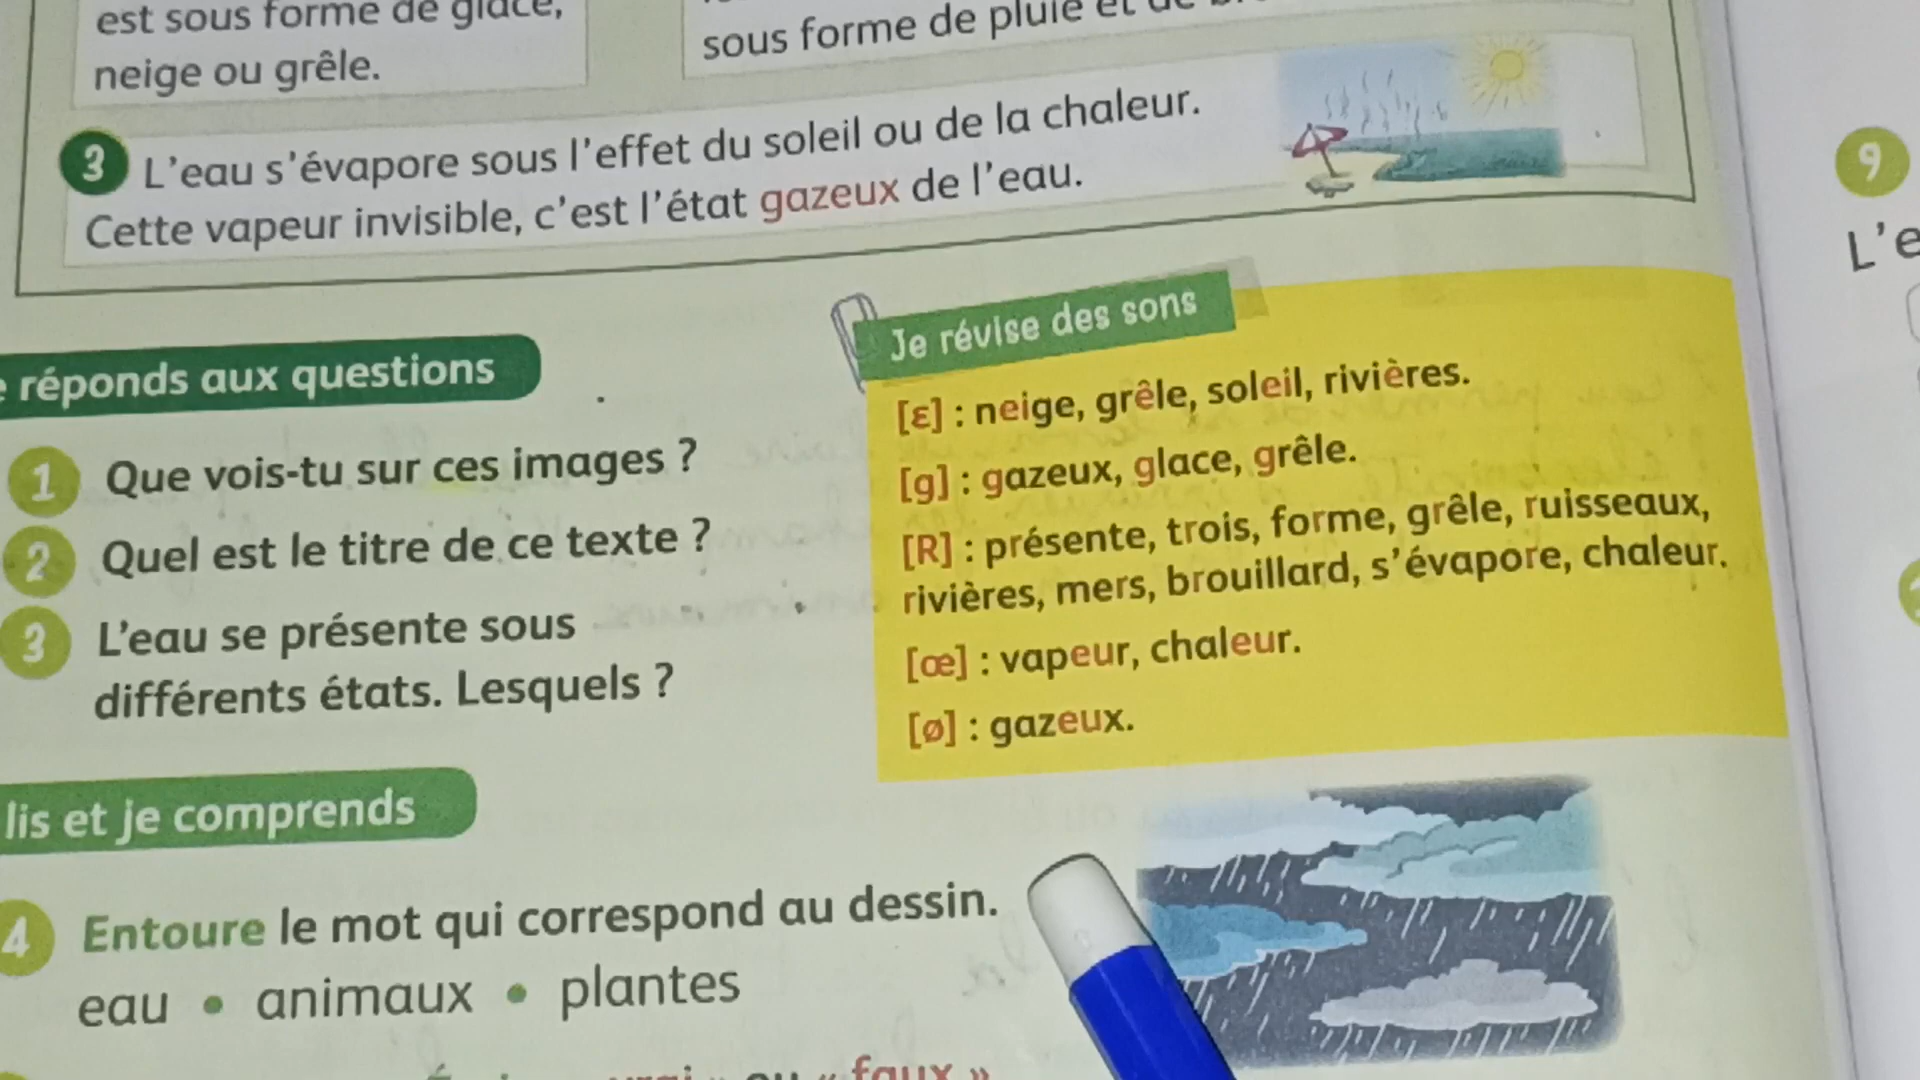 est sous forme de glace,
neige ou grêle.
sous forme de pluie et de
3 L'eau s'évapore sous l'effet du soleil ou de la chaleur.
Cette vapeur invisible, c'est l'état gazeux de l'eau.
réponds aux questions
1 Que vois-tu sur ces images ?
2 Quel est le titre de ce texte ?
3 L'eau se présente sous
différents états. Lesquels ?
Je révise des sons
[ɛ] : neige, grêle, soleil, rivières.
[g] : gazeux, glace, grêle.
[R] : présente, trois, forme, grêle, ruisseaux,
rivières, mers, brouillard, s'évapore, chaleur.
[œ] : vapeur, chaleur.
[ø] : gazeux.
lis et je comprends
4 Entoure le mot qui correspond au dessin.
eau • animaux • plantes
ou « faux »
9
L'e